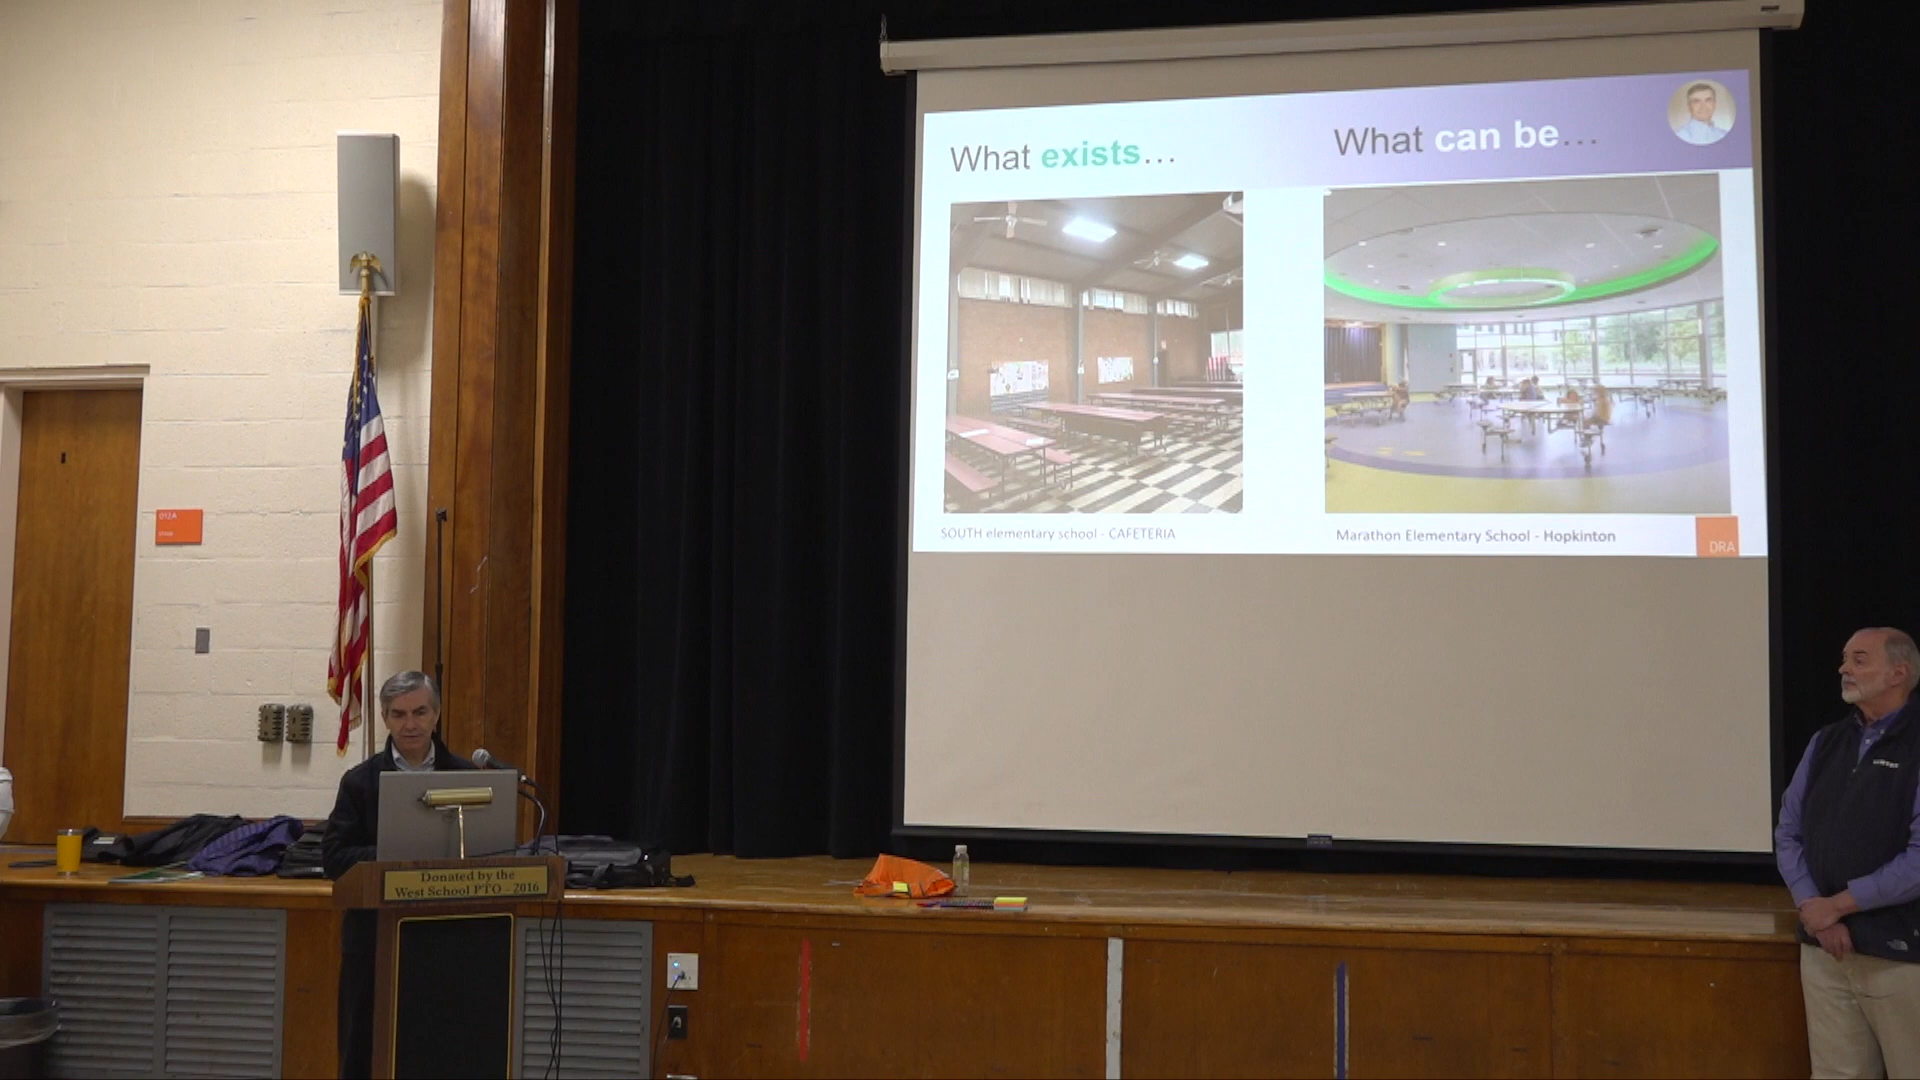 What exists...
What can be...
SOUTH elementary school - CAFETERIA
Marathon Elementary School - Hopkinton
DRA
012A
Donated by the
West School PTO - 2016